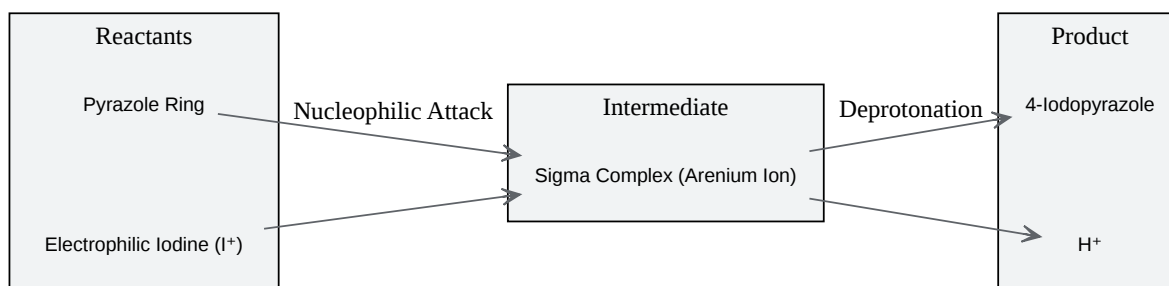 Reactants
Pyrazole Ring
Electrophilic Iodine (I⁺)
Nucleophilic Attack
Intermediate
Sigma Complex (Arenium Ion)
Deprotonation
Product
4-Iodopyrazole
H⁺